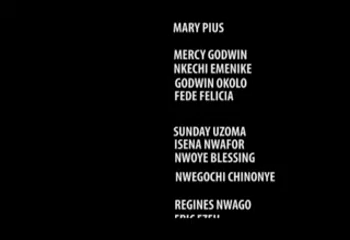 MARY PIUS
MERCY GODWIN
NKECHI EMENIKE
GODWIN OKOLO
FEDE FELICIA
SUNDAY UZOMA
ISENA NWAFOR
NWOYE BLESSING
NWEGOCHI CHINONYE
REGINES NWAGO